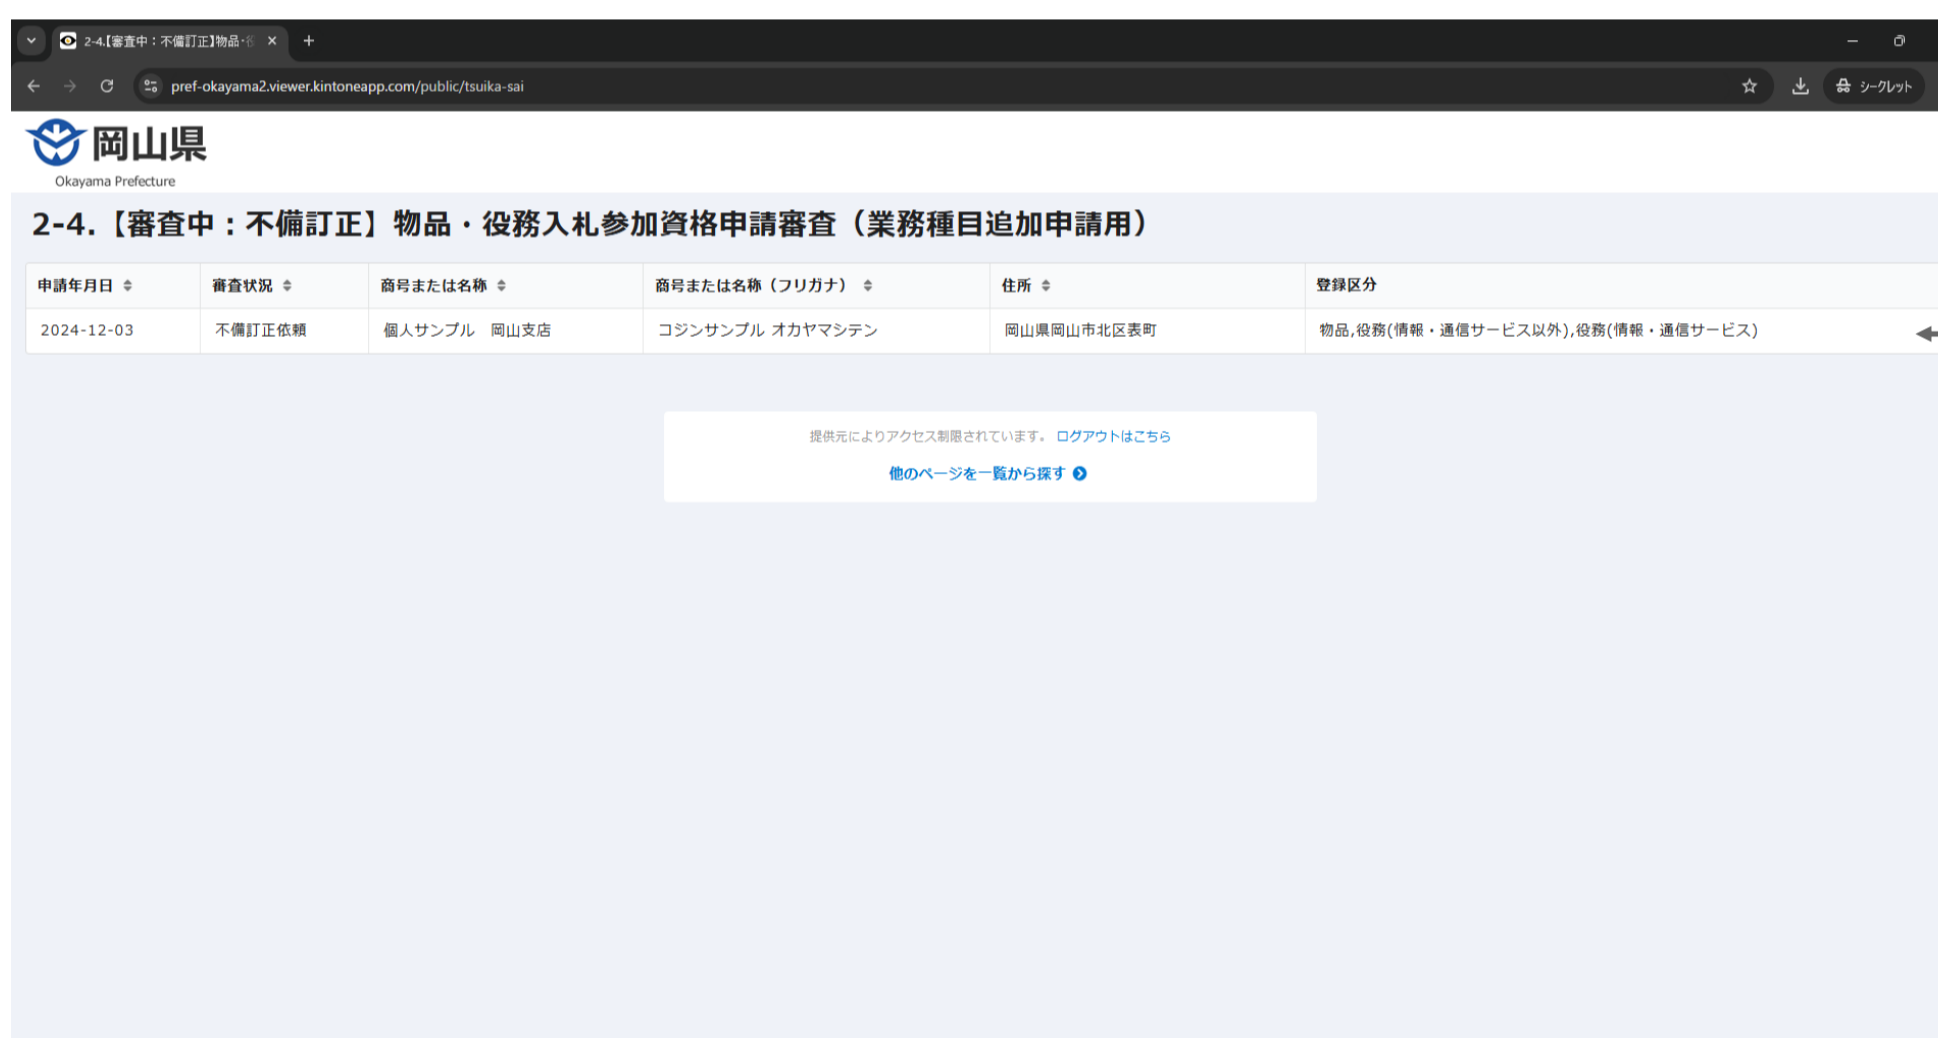 2-4.【審査中：不備訂正】物品・役
pref-okayama2.viewer.kintoneapp.com/public/tsuika-sai
シークレット
岡山県
Okayama Prefecture
2-4.【審査中：不備訂正】物品・役務入札参加資格申請審査（業務種目追加申請用）
申請年月日 審査状況 商号または名称 商号または名称（フリガナ） 住所 登録区分
2024-12-03 不備訂正依頼 個人サンプル　岡山支店 コジンサンプル オカヤマシテン 岡山県岡山市北区表町 物品,役務(情報・通信サービス以外),役務(情報・通信サービス)
提供元によりアクセス制限されています。 ログアウトはこちら
他のページを一覧から探す